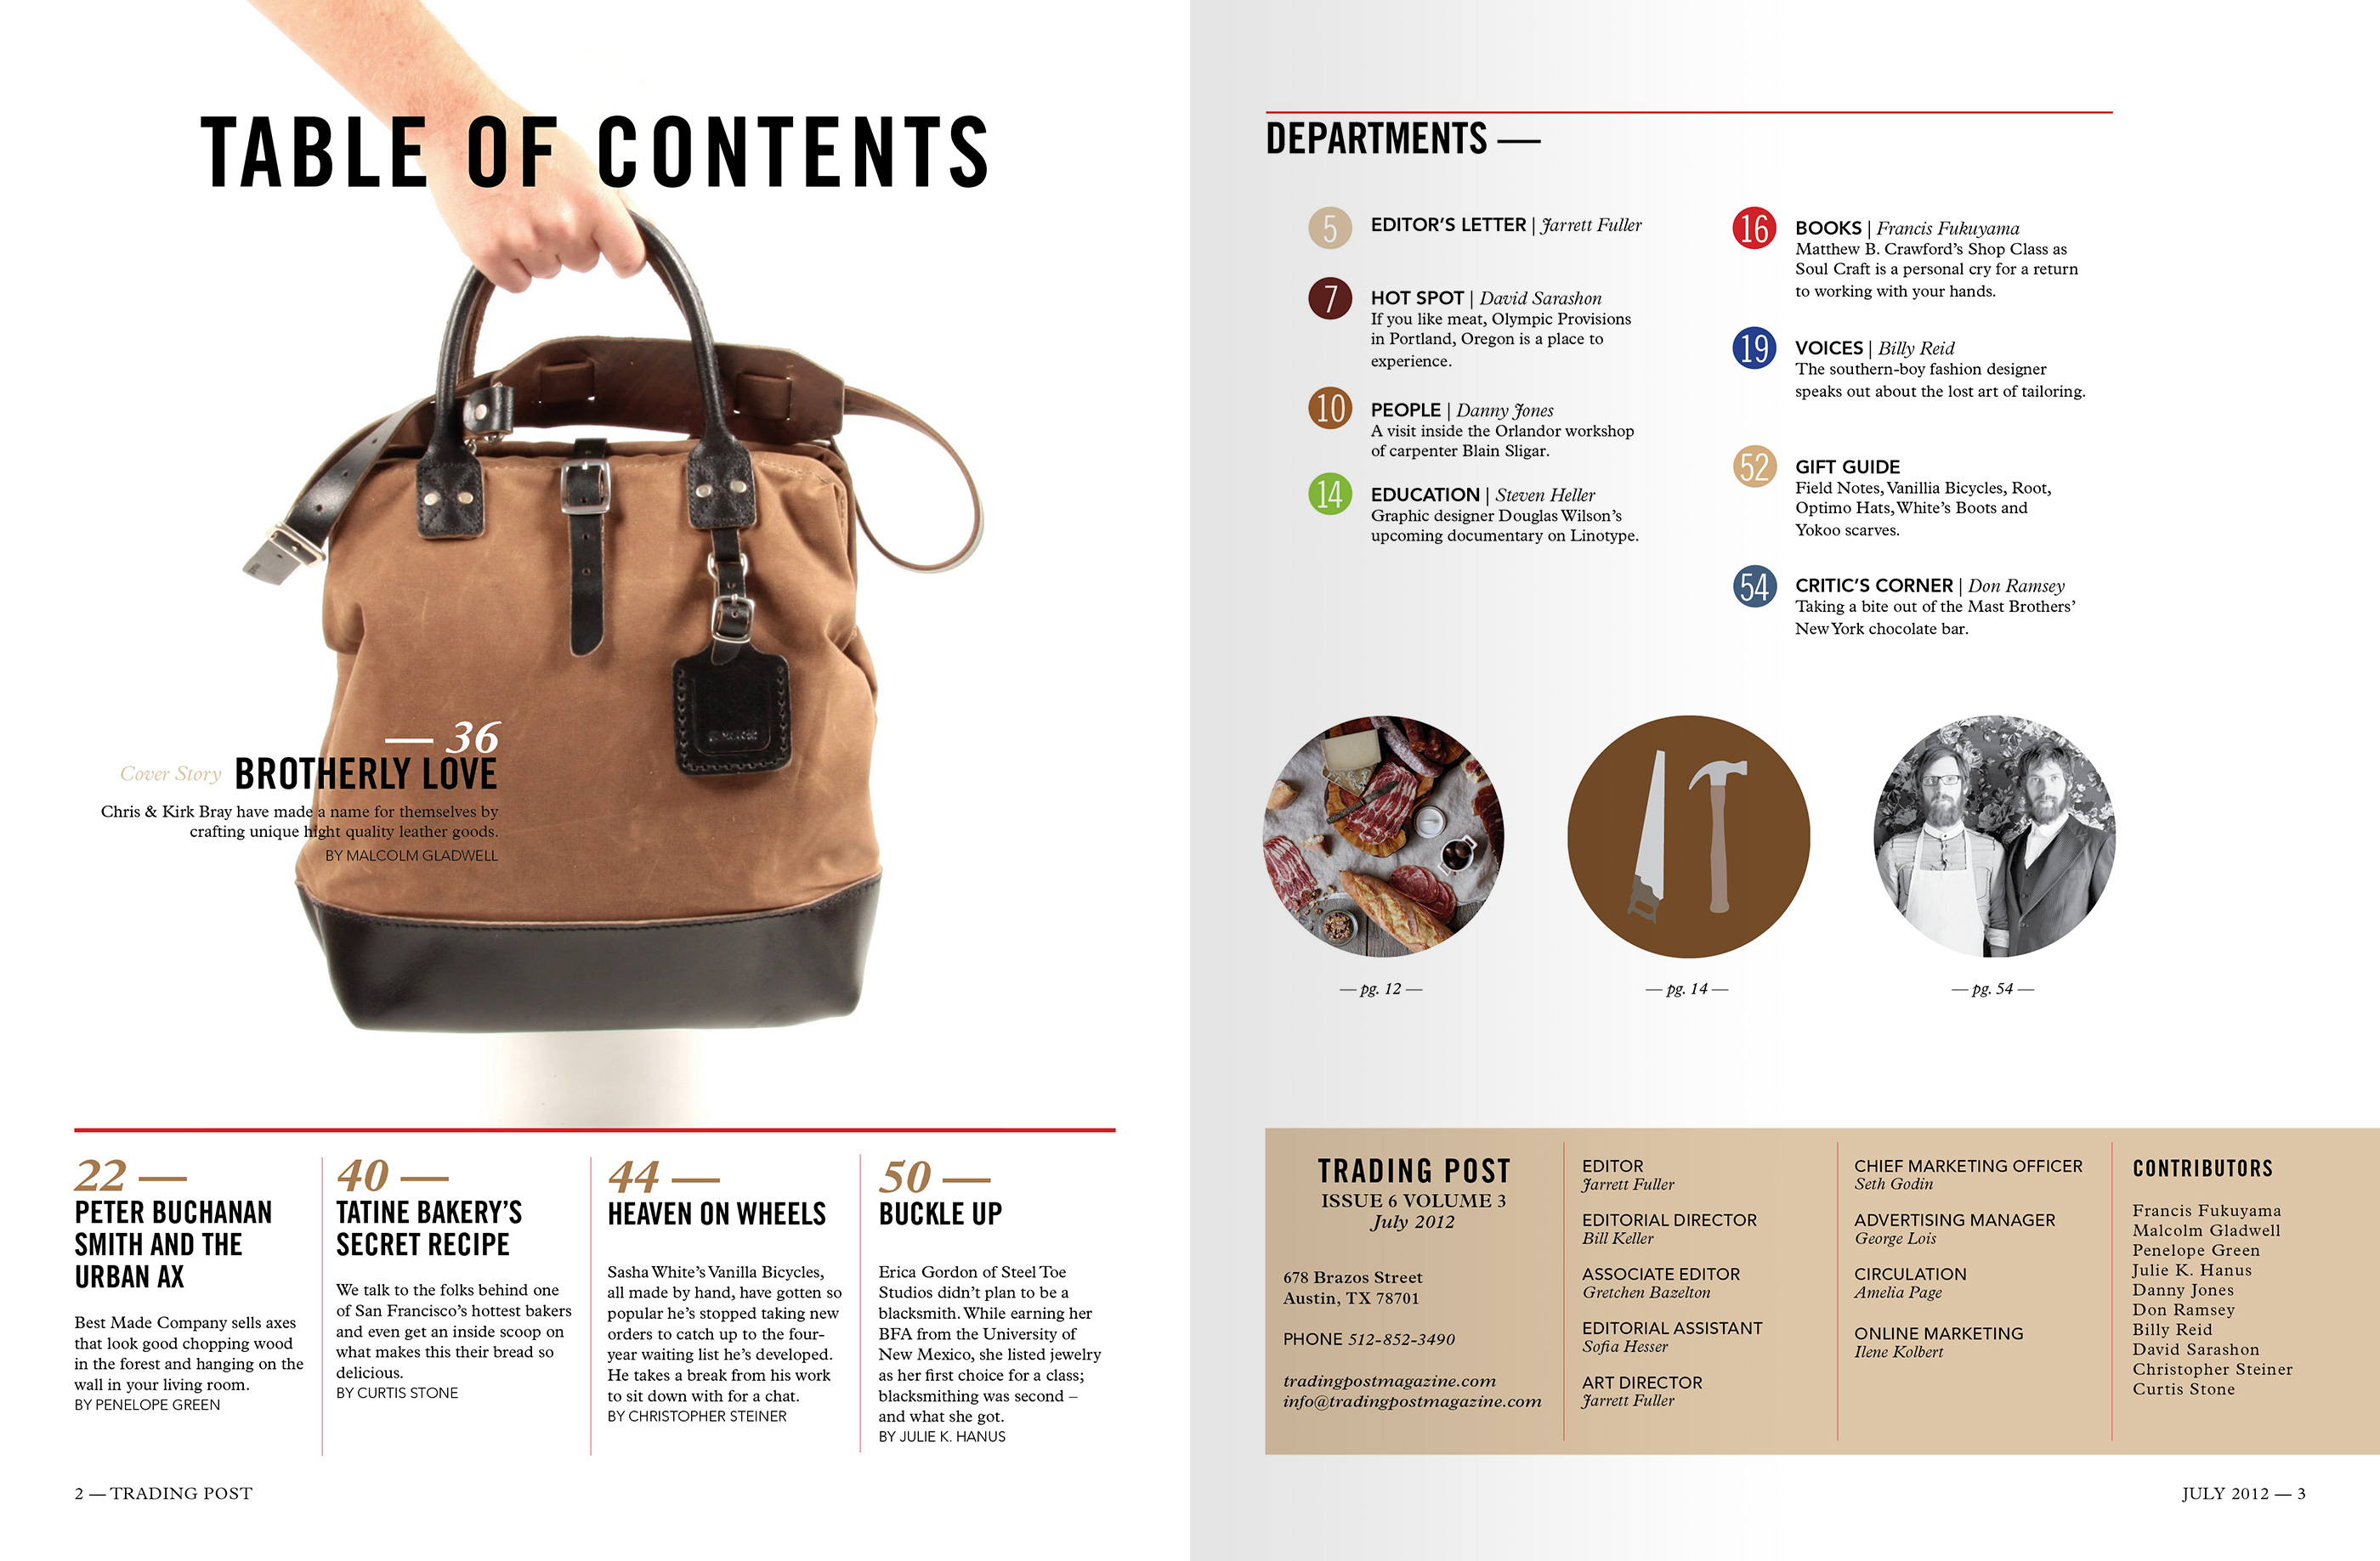 TABLE OF CONTENTS
— 36
Cover Story BROTHERLY LOVE
Chris & Kirk Bray have made a name for themselves by
crafting unique hight quality leather goods.
BY MALCOLM GLADWELL
22 —
PETER BUCHANAN
SMITH AND THE
URBAN AX
Best Made Company sells axes
that look good chopping wood
in the forest and hanging on the
wall in your living room.
BY PENELOPE GREEN
40 —
TATINE BAKERY’S
SECRET RECIPE
We talk to the folks behind one
of San Francisco’s hottest bakers
and even get an inside scoop on
what makes this their bread so
delicious.
BY CURTIS STONE
44 —
HEAVEN ON WHEELS
Sasha White’s Vanilla Bicycles,
all made by hand, have gotten so
popular he’s stopped taking new
orders to catch up to the four-
year waiting list he’s developed.
He takes a break from his work
to sit down with for a chat.
BY CHRISTOPHER STEINER
50 —
BUCKLE UP
Erica Gordon of Steel Toe
Studios didn’t plan to be a
blacksmith. While earning her
BFA from the University of
New Mexico, she listed jewelry
as her first choice for a class;
blacksmithing was second –
and what she got.
BY JULIE K. HANUS
2 — TRADING POST
DEPARTMENTS —
5
EDITOR’S LETTER | Jarrett Fuller
7
HOT SPOT | David Sarashon
If you like meat, Olympic Provisions
in Portland, Oregon is a place to
experience.
10
PEOPLE | Danny Jones
A visit inside the Orlandor workshop
of carpenter Blain Sligar.
14
EDUCATION | Steven Heller
Graphic designer Douglas Wilson’s
upcoming documentary on Linotype.
16
BOOKS | Francis Fukuyama
Matthew B. Crawford’s Shop Class as
Soul Craft is a personal cry for a return
to working with your hands.
19
VOICES | Billy Reid
The southern-boy fashion designer
speaks out about the lost art of tailoring.
52
GIFT GUIDE
Field Notes, Vanillia Bicycles, Root,
Optimo Hats, White’s Boots and
Yokoo scarves.
54
CRITIC’S CORNER | Don Ramsey
Taking a bite out of the Mast Brothers’
New York chocolate bar.
— pg. 12 —
— pg. 14 —
— pg. 54 —
TRADING POST
ISSUE 6 VOLUME 3
July 2012
678 Brazos Street
Austin, TX 78701
PHONE 512-852-3490
tradingpostmagazine.com
info@tradingpostmagazine.com
EDITOR
Jarrett Fuller
EDITORIAL DIRECTOR
Bill Keller
ASSOCIATE EDITOR
Gretchen Bazelton
EDITORIAL ASSISTANT
Sofia Hesser
ART DIRECTOR
Jarrett Fuller
CHIEF MARKETING OFFICER
Seth Godin
ADVERTISING MANAGER
George Lois
CIRCULATION
Amelia Page
ONLINE MARKETING
Ilene Kolbert
CONTRIBUTORS
Francis Fukuyama
Malcolm Gladwell
Penelope Green
Julie K. Hanus
Danny Jones
Don Ramsey
Billy Reid
David Sarashon
Christopher Steiner
Curtis Stone
JULY 2012 — 3